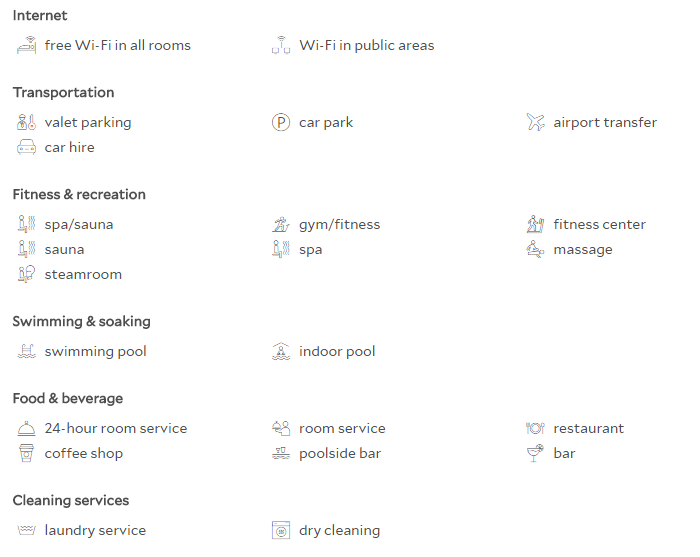 Internet
free Wi-Fi in all rooms
Wi-Fi in public areas
Transportation
valet parking
P car park
airport transfer
car hire
Fitness & recreation
spa/sauna
gym/fitness
fitness center
sauna
spa
massage
steamroom
Swimming & soaking
swimming pool
indoor pool
Food & beverage
24-hour room service
room service
restaurant
coffee shop
poolside bar
bar
Cleaning services
laundry service
dry cleaning